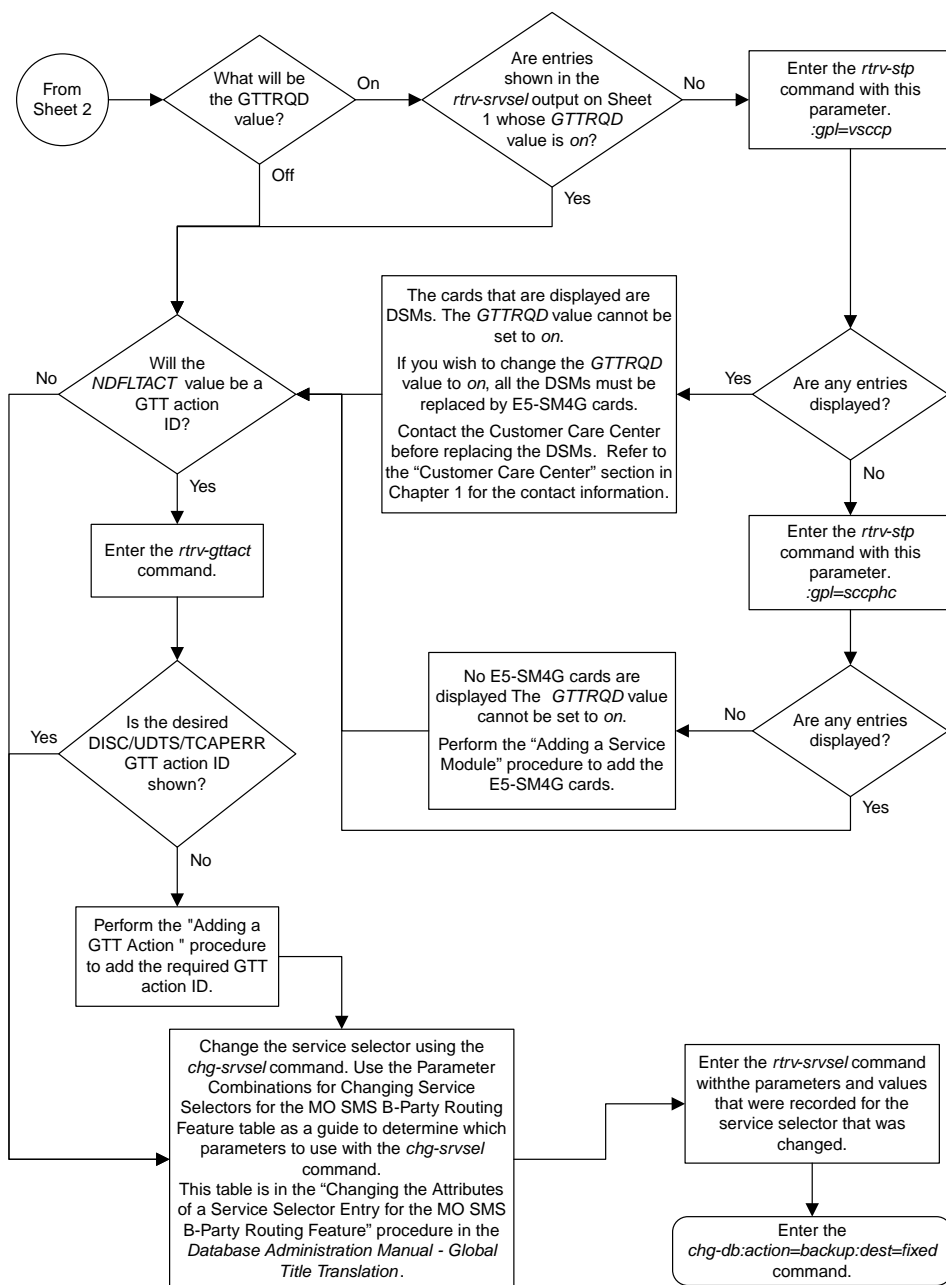 From
Sheet 2
What will be
the GTTRQD
value?
On
Off
Are entries
shown in the
rtrv-srvsel output on Sheet
1 whose GTTRQD
value is on?
No
Yes
Enter the rtrv-stp
command with this
parameter.
:gpl=vsccp
The cards that are displayed are
DSMs. The GTTRQD value cannot be
set to on.
If you wish to change the GTTRQD
value to on, all the DSMs must be
replaced by E5-SM4G cards.
Contact the Customer Care Center
before replacing the DSMs. Refer to
the “Customer Care Center” section in
Chapter 1 for the contact information.
Yes
Are any entries
displayed?
No
No
Will the
NDFLTACT value be a
GTT action
ID?
Yes
Enter the rtrv-stp
command with this
parameter.
:gpl=sccphc
Enter the rtrv-gttact
command.
No E5-SM4G cards are
displayed The GTTRQD value
cannot be set to on.
Perform the “Adding a Service
Module” procedure to add the
E5-SM4G cards.
No
Are any entries
displayed?
Yes
Yes
Is the desired
DISC/UDTS/TCAPERR
GTT action ID
shown?
No
Perform the "Adding a
GTT Action " procedure
to add the required GTT
action ID.
Change the service selector using the
chg-srvsel command. Use the Parameter
Combinations for Changing Service
Selectors for the MO SMS B-Party Routing
Feature table as a guide to determine which
parameters to use with the chg-srvsel
command.
This table is in the “Changing the Attributes
of a Service Selector Entry for the MO SMS
B-Party Routing Feature” procedure in the
Database Administration Manual - Global
Title Translation.
Enter the rtrv-srvsel command
withthe parameters and values
that were recorded for the
service selector that was
changed.
Enter the
chg-db:action=backup:dest=fixed
command.